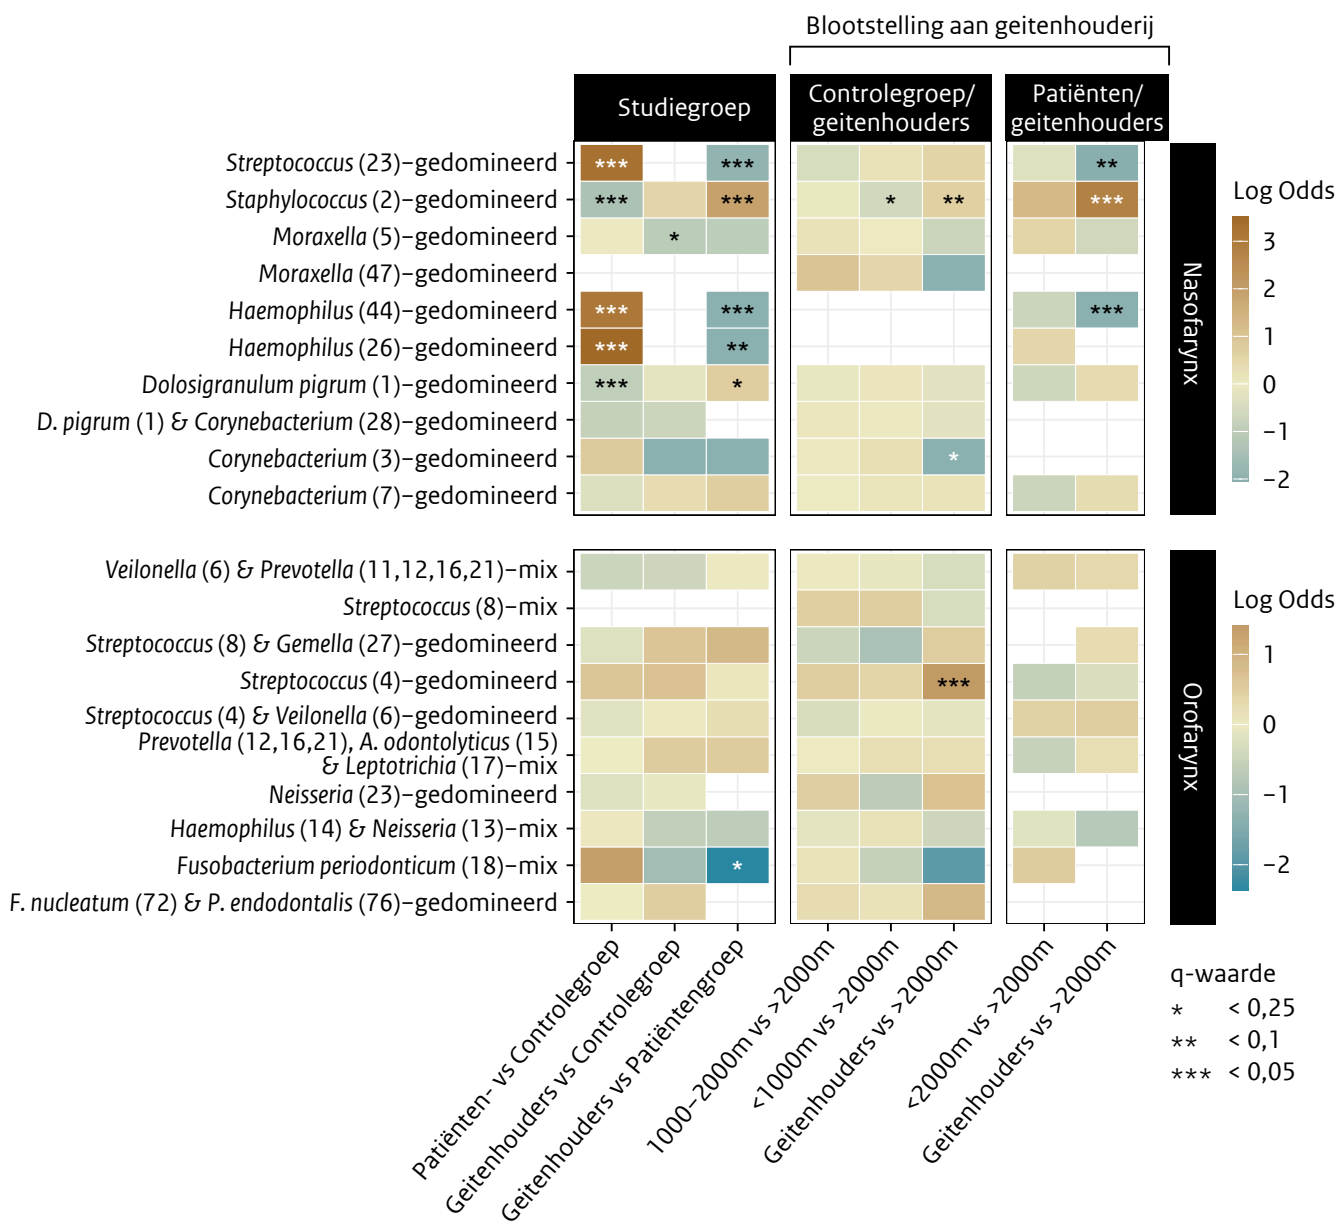 Blootstelling aan geitenhouderij
Studiegroep
Controlegroep/
geitenhouders
Patiënten/
geitenhouders
Streptococcus (23)–gedomineerd
*** *** **
Staphylococcus (2)–gedomineerd
*** *** * ** ***
Moraxella (5)–gedomineerd
*
Moraxella (47)–gedomineerd
Haemophilus (44)–gedomineerd
*** *** ***
Haemophilus (26)–gedomineerd
*** **
Dolosigranulum pigrum (1)–gedomineerd
*** *
D. pigrum (1) & Corynebacterium (28)–gedomineerd
Corynebacterium (3)–gedomineerd
*
Corynebacterium (7)–gedomineerd
Nasofarynx
Log Odds
3
2
1
0
−1
−2
Veilonella (6) & Prevotella (11,12,16,21)–mix
Streptococcus (8)–mix
Streptococcus (8) & Gemella (27)–gedomineerd
Streptococcus (4)–gedomineerd
***
Streptococcus (4) & Veilonella (6)–gedomineerd
Prevotella (12,16,21), A. odontolyticus (15)
& Leptotrichia (17)–mix
Neisseria (23)–gedomineerd
Haemophilus (14) & Neisseria (13)–mix
Fusobacterium periodonticum (18)–mix
*
F. nucleatum (72) & P. endodontalis (76)–gedomineerd
Orofarynx
Log Odds
1
0
−1
−2
Patiënten- vs Controlegroep
Geitenhouders vs Controlegroep
Geitenhouders vs Patiëntengroep
1000–2000m vs >2000m
<1000m vs >2000m
Geitenhouders vs >2000m
<2000m vs >2000m
Geitenhouders vs >2000m
q-waarde
* < 0,25
** < 0,1
*** < 0,05